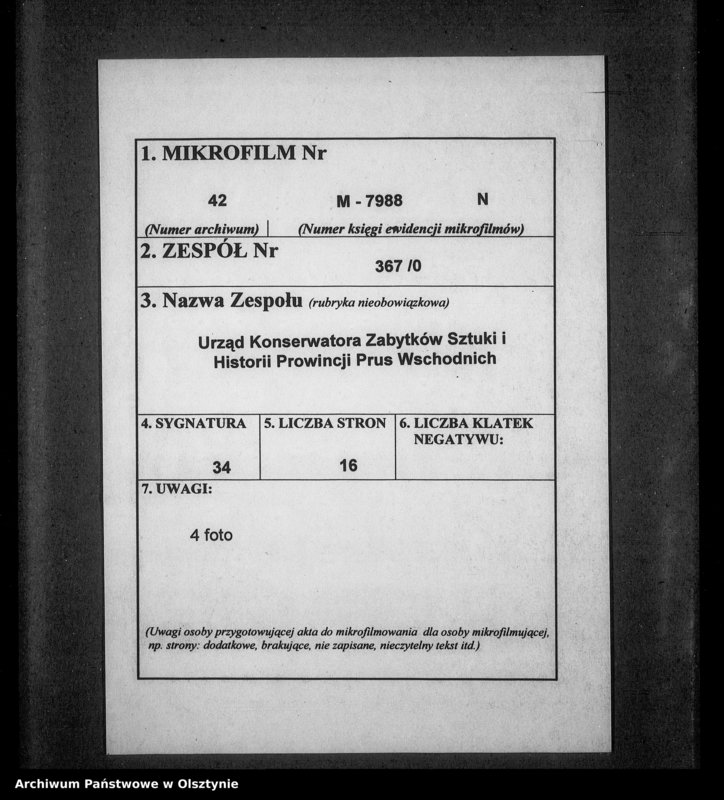 1. MIKROFILM Nr
42 M - 7988 N
(Numer archiwum) (Numer księgi ewidencji mikrofilmów)
2. ZESPÓŁ Nr
367 /0
3. Nazwa Zespołu (rubryka nieobowiązkowa)
Urząd Konserwatora Zabytków Sztuki i
Historii Prowincji Prus Wschodnich
4. SYGNATURA 5. LICZBA STRON 6. LICZBA KLATEK
NEGATYWU:
34 16
7. UWAGI:
4 foto
(Uwagi osoby przygotowującej akta do mikrofilmowania dla osoby mikrofilmującej,
np. strony: dodatkowe, brakujące, nie zapisane, nieczytelny tekst itd.)
Archiwum Państwowe w Olsztynie